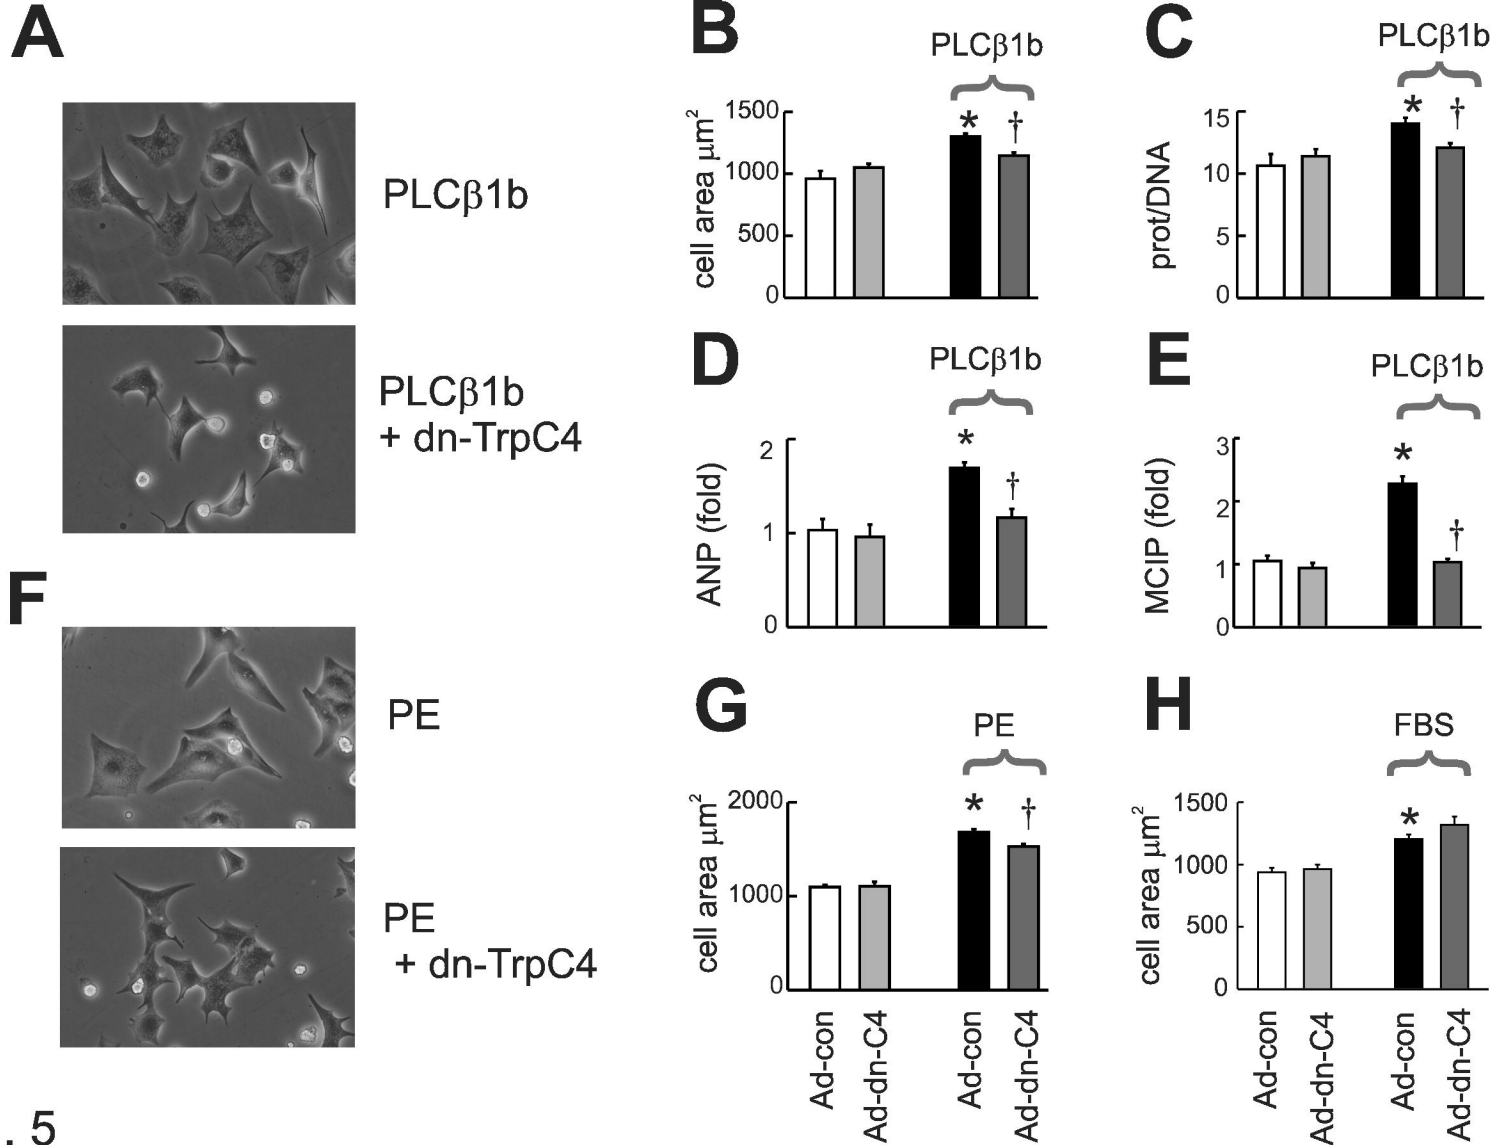 A
PLCβ1b
PLCβ1b
+ dn-TrpC4
B
PLCβ1b
cell area μm²
1500
1000
500
0
*
†
C
PLCβ1b
prot/DNA
15
10
5
0
*
†
D
PLCβ1b
ANP (fold)
2
1
0
*
†
E
PLCβ1b
MCIP (fold)
3
2
1
0
*
†
F
PE
PE
+ dn-TrpC4
G
PE
cell area μm²
2000
1000
0
*
†
Ad-con
Ad-dn-C4
Ad-con
Ad-dn-C4
H
FBS
cell area μm²
1500
1000
500
0
*
Ad-con
Ad-dn-C4
Ad-con
Ad-dn-C4
. 5